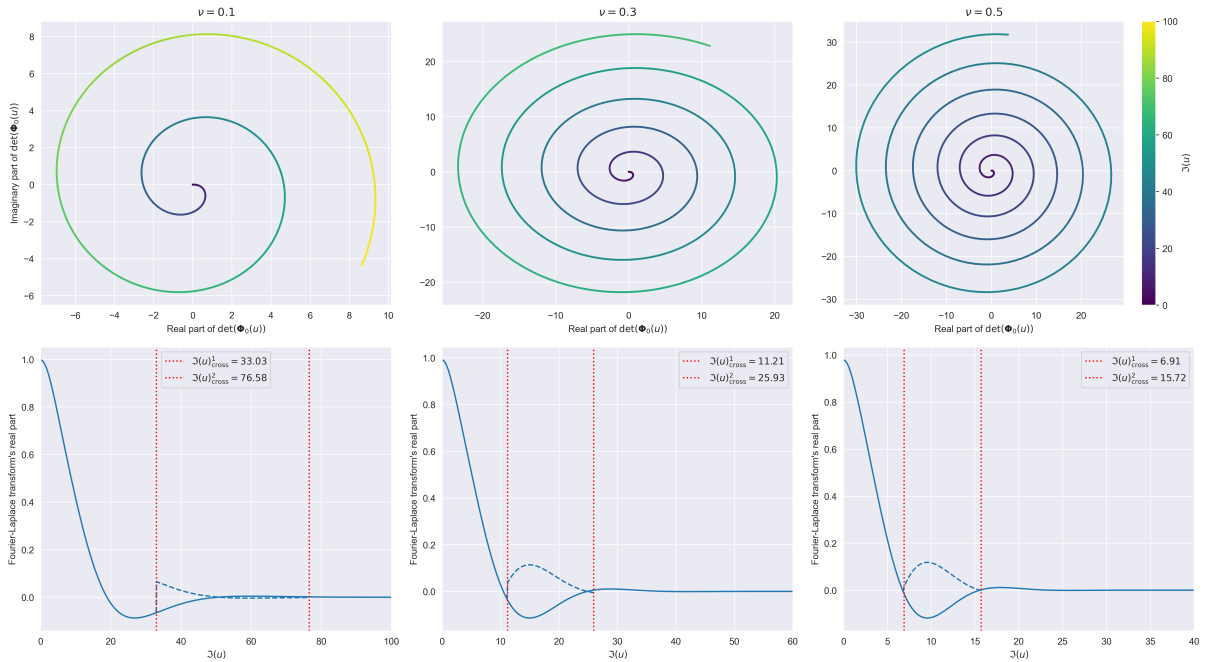 ν = 0.1
ν = 0.3
ν = 0.5
Imaginary part of det(Φ₀(u))
8
6
4
2
0
−2
−4
−6
−6 −4 −2 0 2 4 6 8 10
Real part of det(Φ₀(u))
20
10
0
−10
−20
−20 −10 0 10 20
Real part of det(Φ₀(u))
30
20
10
0
−10
−20
−30
−30 −20 −10 0 10 20
Real part of det(Φ₀(u))
100
80
60
40
20
0
ℑ(u)
Fourier-Laplace transform's real part
1.0
0.8
0.6
0.4
0.2
0.0
0 20 40 60 80 100
ℑ(u)
ℑ(u)¹cross = 33.03
ℑ(u)²cross = 76.58
Fourier-Laplace transform's real part
1.0
0.8
0.6
0.4
0.2
0.0
0 10 20 30 40 50 60
ℑ(u)
ℑ(u)¹cross = 11.21
ℑ(u)²cross = 25.93
Fourier-Laplace transform's real part
1.0
0.8
0.6
0.4
0.2
0.0
0 5 10 15 20 25 30 35 40
ℑ(u)
ℑ(u)¹cross = 6.91
ℑ(u)²cross = 15.72